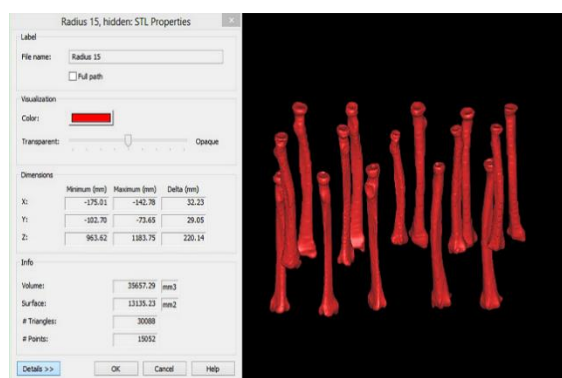 Radius 15, hidden: STL Properties
Label
File name: Radius 15
Full path
Visualization
Color:
Transparent: Opaque
Dimensions
Minimum (mm) Maximum (mm) Delta (mm)
X: -175.01 -142.78 32.23
Y: -102.70 -73.65 29.05
Z: 963.62 1183.75 220.14
Info
Volume: 35657.29 mm3
Surface: 13135.23 mm2
# Triangles: 30088
# Points: 15052
Details >> OK Cancel Help